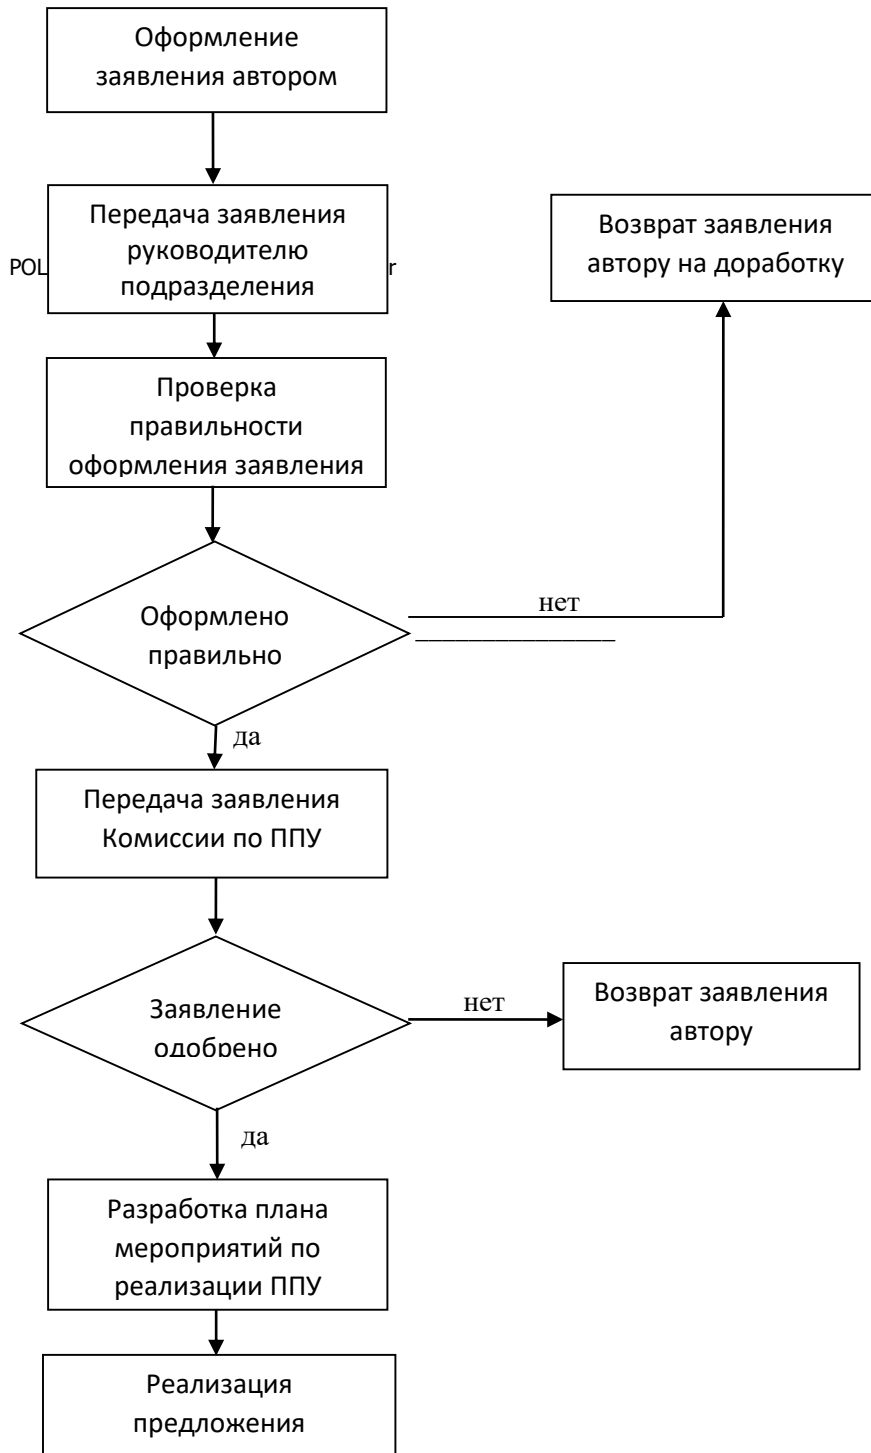 Оформление
заявления автором
Передача заявления
руководителю
подразделения
POL
r
Возврат заявления
автору на доработку
Проверка
правильности
оформления заявления
Оформлено
правильно
нет
да
Передача заявления
Комиссии по ППУ
Заявление
одобрено
нет
Возврат заявления
автору
да
Разработка плана
мероприятий по
реализации ППУ
Реализация
предложения